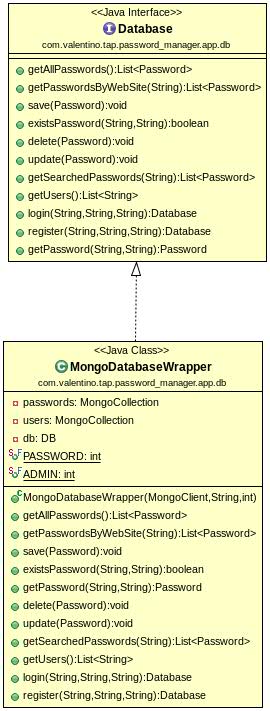 <<Java Interface>>
Database
com.valentino.tap.password_manager.app.db
getAllPasswords():List<Password>
getPasswordsByWebSite(String):List<Password>
save(Password):void
existsPassword(String,String):boolean
delete(Password):void
update(Password):void
getSearchedPasswords(String):List<Password>
getUsers():List<String>
login(String,String,String):Database
register(String,String,String):Database
getPassword(String,String):Password
<<Java Class>>
MongoDatabaseWrapper
com.valentino.tap.password_manager.app.db
passwords: MongoCollection
users: MongoCollection
db: DB
PASSWORD: int
ADMIN: int
MongoDatabaseWrapper(MongoClient,String,int)
getAllPasswords():List<Password>
getPasswordsByWebSite(String):List<Password>
save(Password):void
existsPassword(String,String):boolean
getPassword(String,String):Password
delete(Password):void
update(Password):void
getSearchedPasswords(String):List<Password>
getUsers():List<String>
login(String,String,String):Database
register(String,String,String):Database